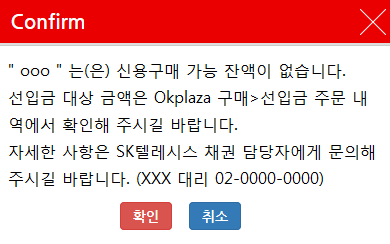 Confirm
" ooo " 는(은) 신용구매 가능 잔액이 없습니다.
선입금 대상 금액은 Okplaza 구매>선입금 주문 내
역에서 확인해 주시길 바랍니다.
자세한 사항은 SK텔레시스 채권 담당자에게 문의해
주시길 바랍니다. (XXX 대리 02-0000-0000)
확인 취소